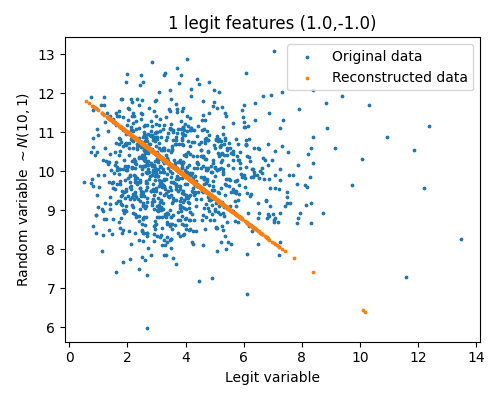 1 legit features (1.0,-1.0)
Original data
Reconstructed data
Random variable ~ N(10, 1)
13
12
11
10
9
8
7
6
0 2 4 6 8 10 12 14
Legit variable